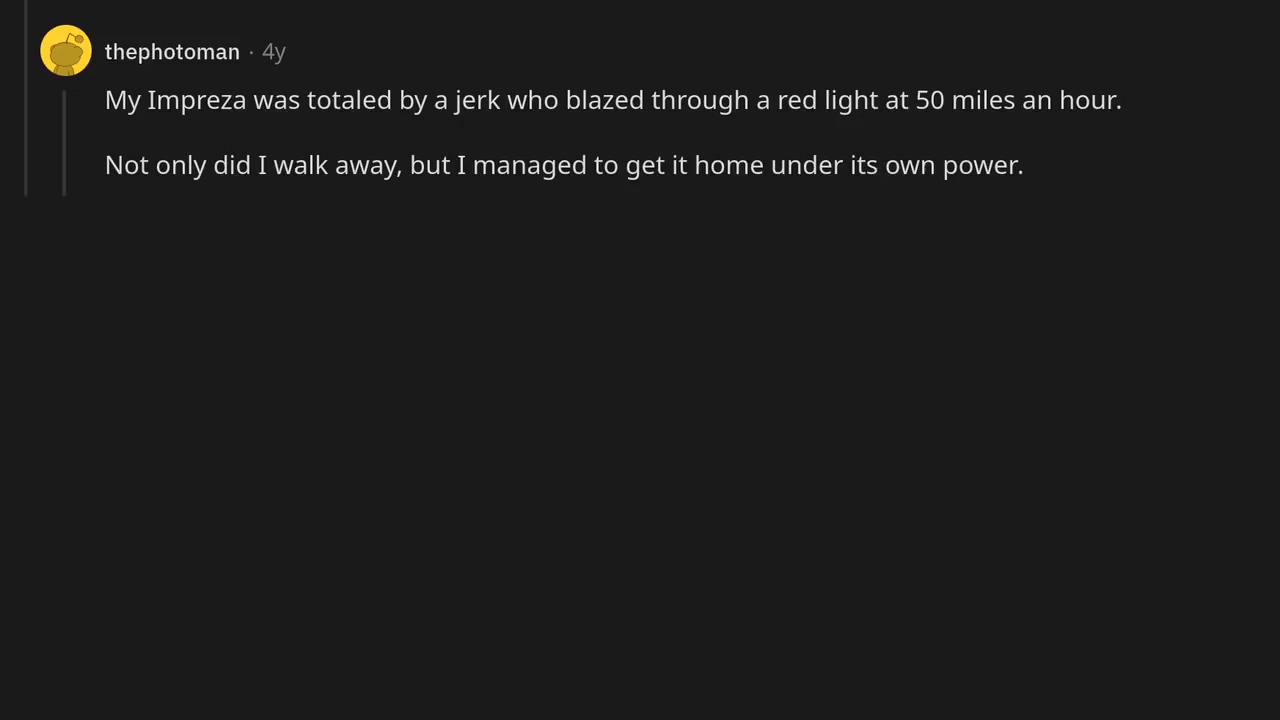 thephotoman · 4y
My Impreza was totaled by a jerk who blazed through a red light at 50 miles an hour.
Not only did I walk away, but I managed to get it home under its own power.